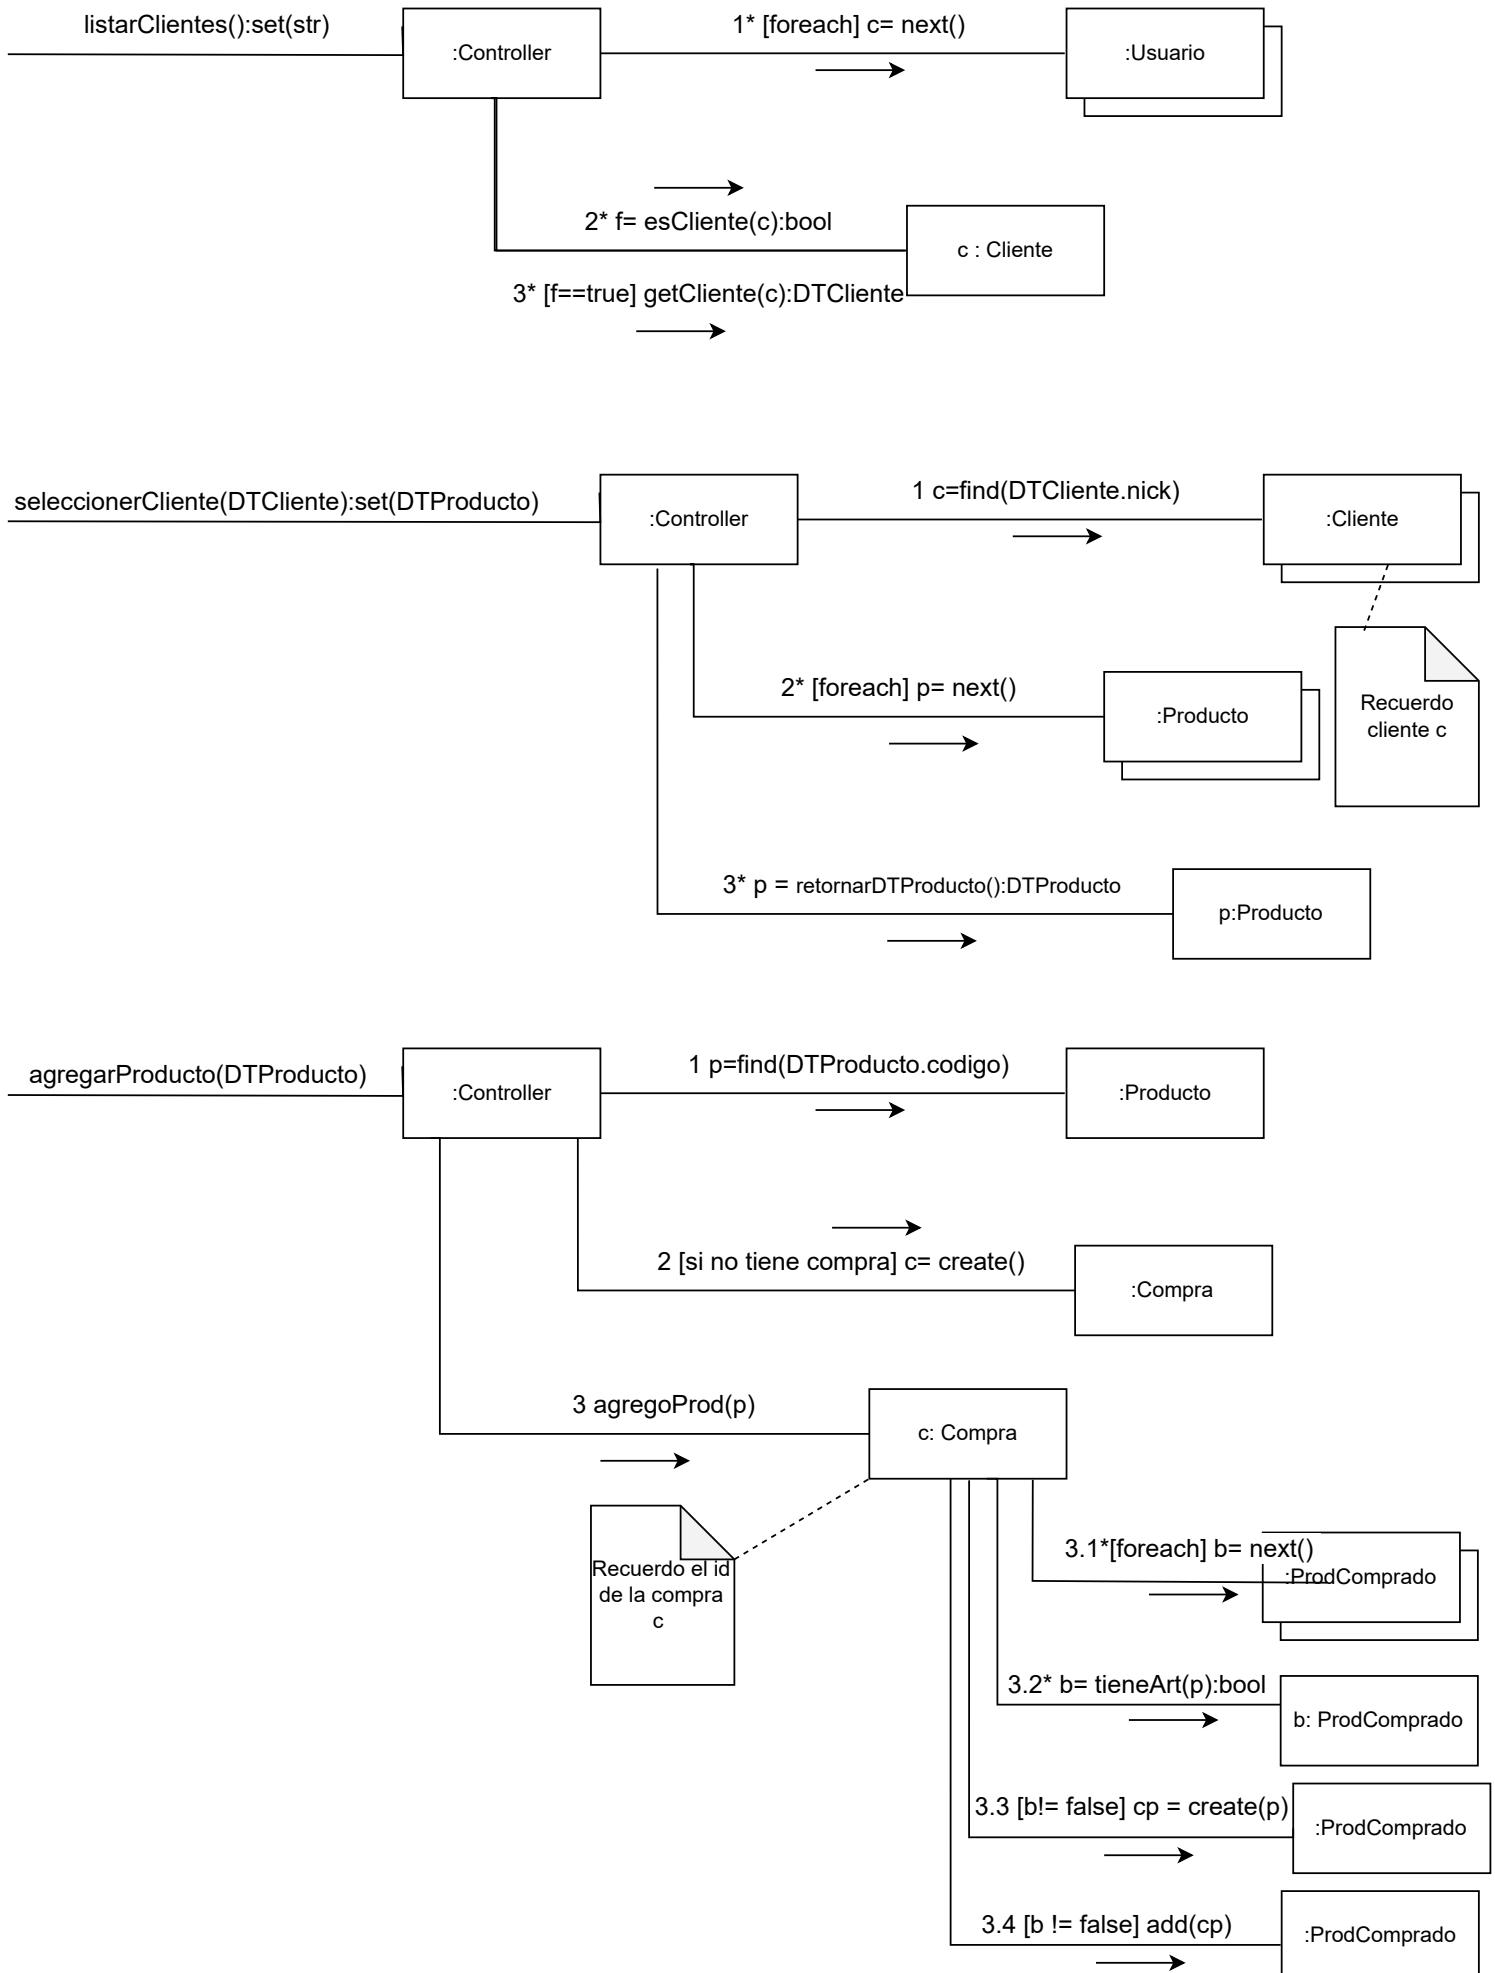 listarClientes():set(str)
:Controller
1* [foreach] c= next()
:Usuario
2* f= esCliente(c):bool
c : Cliente
3* [f==true] getCliente(c):DTCliente
seleccionerCliente(DTCliente):set(DTProducto)
:Controller
1 c=find(DTCliente.nick)
:Cliente
2* [foreach] p= next()
:Producto
Recuerdo
cliente c
3* p = retornarDTProducto():DTProducto
p:Producto
agregarProducto(DTProducto)
:Controller
1 p=find(DTProducto.codigo)
:Producto
2 [si no tiene compra] c= create()
:Compra
3 agregoProd(p)
c: Compra
Recuerdo el id
de la compra
c
3.1*[foreach] b= next()
:ProdComprado
3.2* b= tieneArt(p):bool
b: ProdComprado
3.3 [b!= false] cp = create(p)
:ProdComprado
3.4 [b != false] add(cp)
:ProdComprado